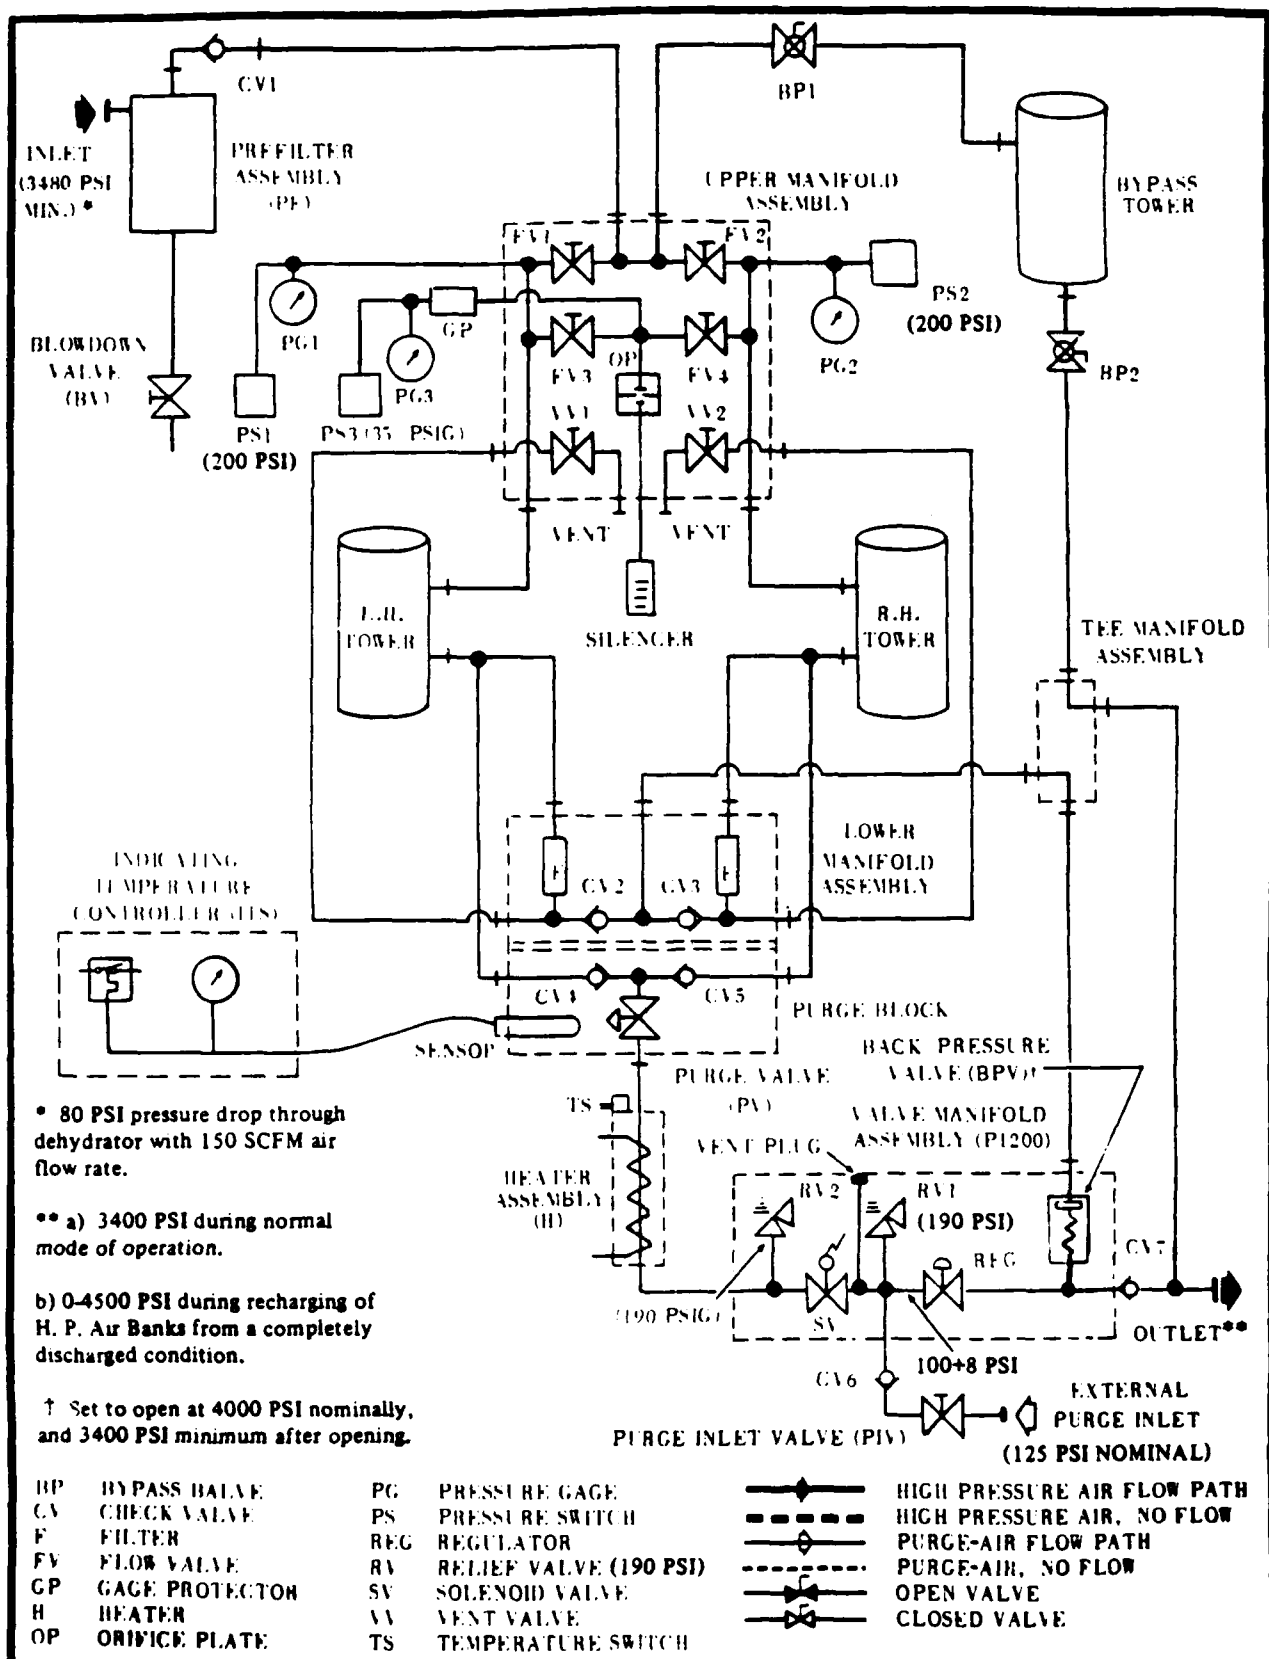 CV1
BP1
INLET
(3480 PSI
MIN.) *
PREFILTER
ASSEMBLY
(PF)
UPPER MANIFOLD
ASSEMBLY
BYPASS
TOWER
FV1
FV2
PS2
(200 PSI)
PG1
GP
OP
PG2
BLOWDOWN
VALVE
(BV)
FV3
FV4
BP2
PG3
VV1
VV2
PS1
(200 PSI)
PS3 (35 PSIG)
VENT
VENT
L.H.
TOWER
R.H.
TOWER
SILENCER
TEE MANIFOLD
ASSEMBLY
LOWER
MANIFOLD
ASSEMBLY
F
F
CV2
CV3
INDICATING
TEMPERATURE
CONTROLLER (ITS)
CV4
CV5
PURGE BLOCK
SENSOP
BACK PRESSURE
VALVE (BPV)†
PURGE VALVE
(PV)
TS
VALVE MANIFOLD
ASSEMBLY (P1200)
VENT PLUG
* 80 PSI pressure drop through
dehydrator with 150 SCFM air
flow rate.
HEATER
ASSEMBLY
(H)
RV2
RV1
(190 PSI)
REG
CV7
** a) 3400 PSI during normal
mode of operation.
(190 PSIG)
SV
OUTLET**
b) 0-4500 PSI during recharging of
H. P. Air Banks from a completely
discharged condition.
100+8 PSI
CV6
EXTERNAL
PURGE INLET
(125 PSI NOMINAL)
PURGE INLET VALVE (PIV)
† Set to open at 4000 PSI nominally,
and 3400 PSI minimum after opening.
BP BYPASS BALVE
CV CHECK VALVE
F FILTER
FV FLOW VALVE
GP GAGE PROTECTOR
H HEATER
OP ORIFICE PLATE
PG PRESSURE GAGE
PS PRESSURE SWITCH
REG REGULATOR
RV RELIEF VALVE (190 PSI)
SV SOLENOID VALVE
VV VENT VALVE
TS TEMPERATURE SWITCH
HIGH PRESSURE AIR FLOW PATH
HIGH PRESSURE AIR, NO FLOW
PURGE-AIR FLOW PATH
PURGE-AIR, NO FLOW
OPEN VALVE
CLOSED VALVE